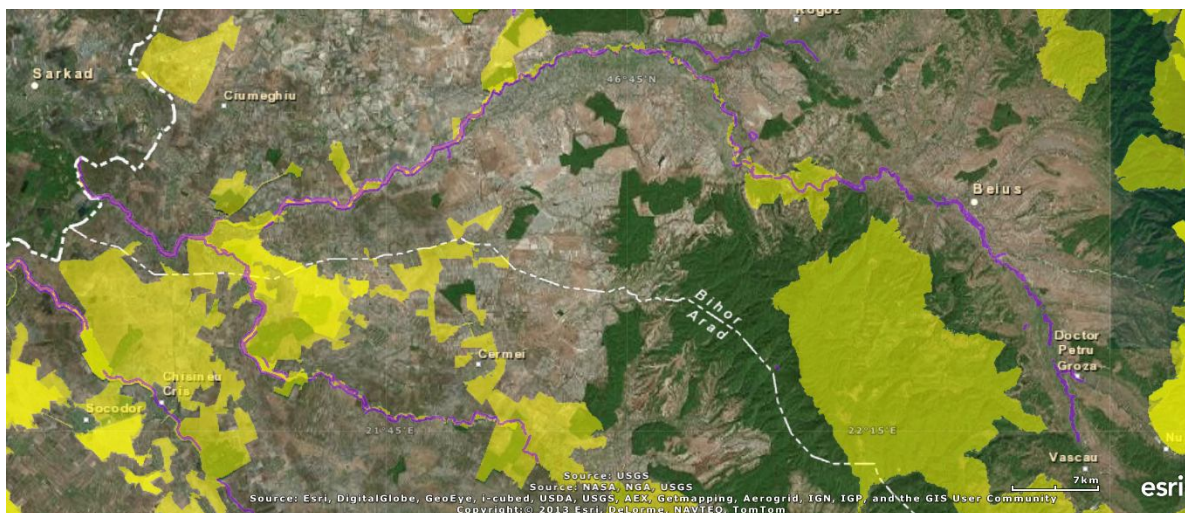 Rogoz
46°45'N
Sarkad
Ciumeghiu
Beius
Bihor
Arad
Doctor
Petru
Groza
Cermei
Chisineu
Cris
Socodor
21°45'E
22°15'E
Nu
Vascau
Source: USGS
Source: NASA, NGA, USGS
7km
Source: Esri, DigitalGlobe, GeoEye, i-cubed, USDA, USGS, AEX, Getmapping, Aerogrid, IGN, IGP, and the GIS User Community
esri
Copyright:© 2013 Esri, DeLorme, NAVTEQ, TomTom